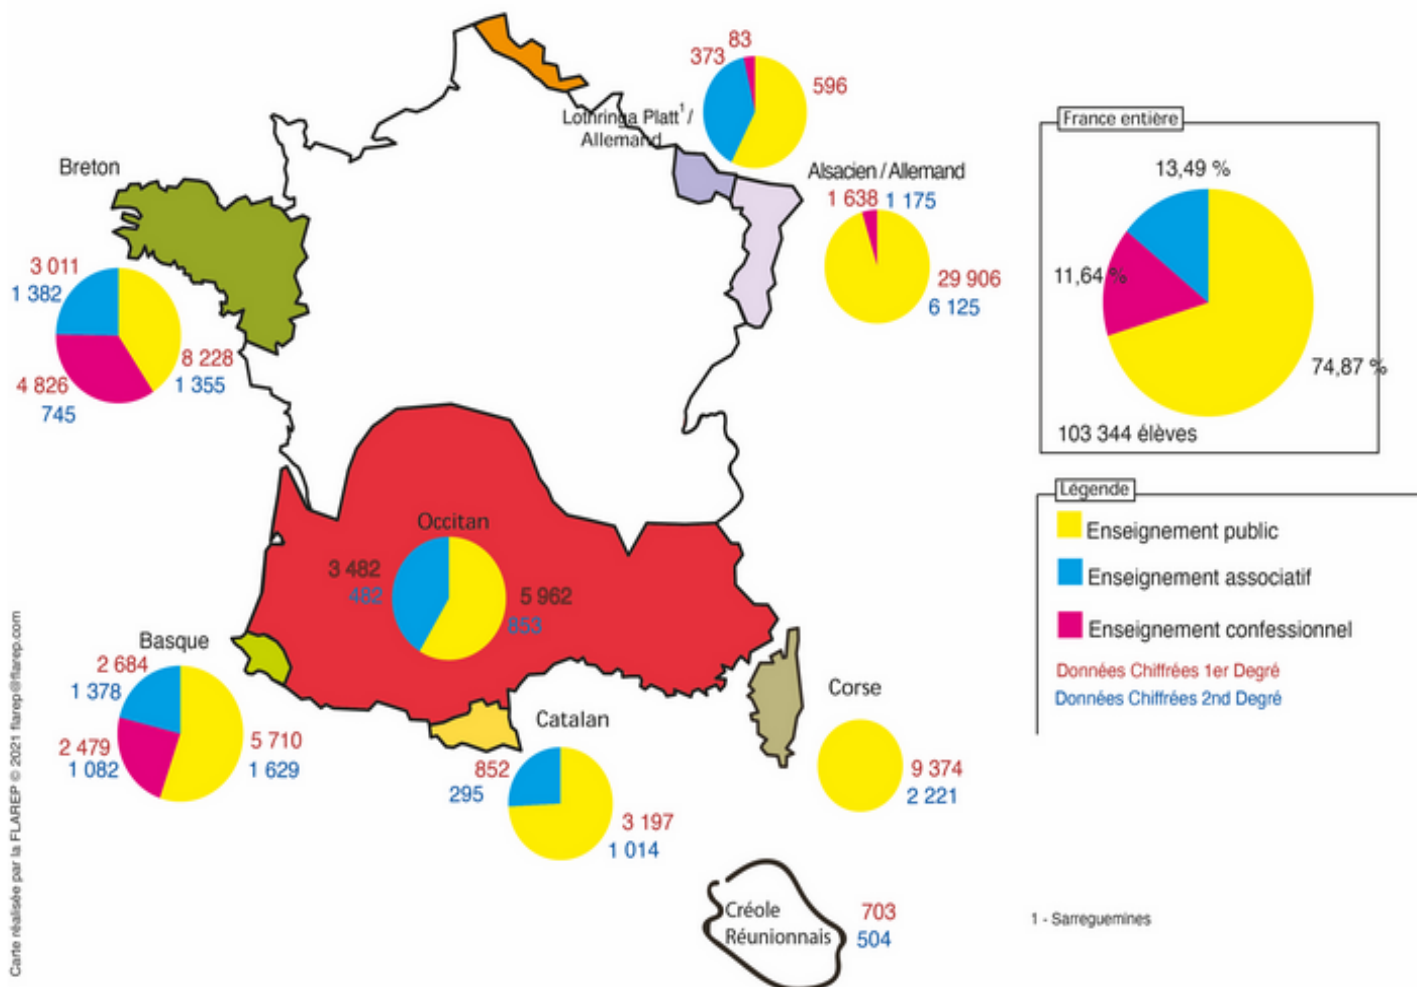 83
373
596
Lothringa Platt¹ /
Allemand
Alsacien / Allemand
1 638 1 175
29 906
6 125
Breton
3 011
1 382
8 228
1 355
4 826
745
France entière
13,49 %
11,64 %
74,87 %
103 344 élèves
Légende
Enseignement public
Enseignement associatif
Enseignement confessionnel
Données Chiffrées 1er Degré
Données Chiffrées 2nd Degré
Occitan
3 482
482
5 962
853
Basque
2 684
1 378
2 479
1 082
5 710
1 629
Catalan
852
295
3 197
1 014
Corse
9 374
2 221
Créole
Réunionnais
703
504
1 - Sarreguemines
Carte réalisée par la FLAREP © 2021 flarep@flarep.com